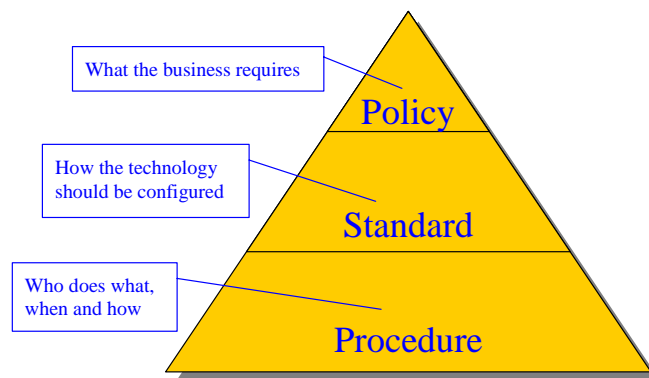 What the business requires
Policy
How the technology
should be configured
Standard
Who does what,
when and how
Procedure